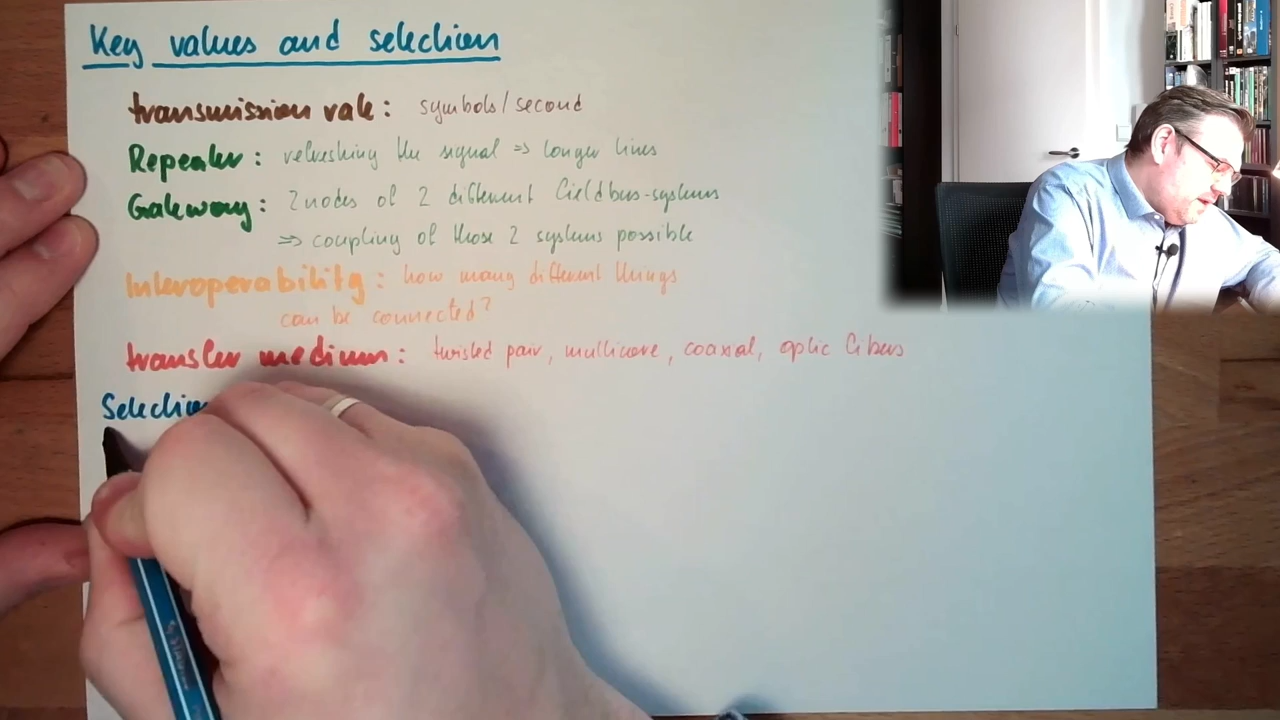 Key values and selection
transmission rate: symbols/second
Repeater: refreshing the signal ⇒ longer lines
Gateway: 2 nodes of 2 different fieldbus-systems
⇒ coupling of those 2 systems possible
Interoperability: how many different things
can be connected?
transfer medium: twisted pair, multicore, coaxial, optic fibers
Selection